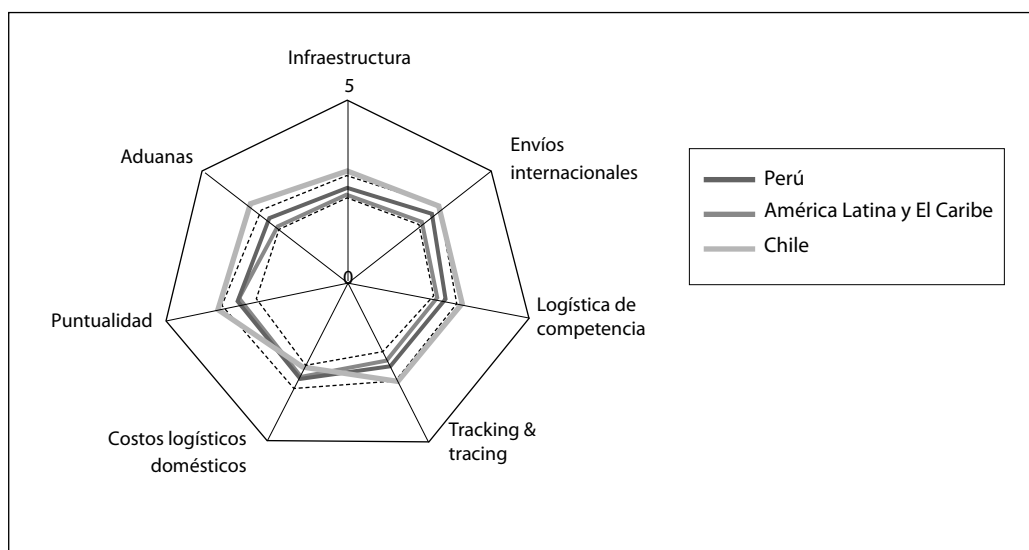 Infraestructura
5
Envíos
internacionales
Aduanas
0
Puntualidad
Logística de
competencia
Costos logísticos
domésticos
Tracking &
tracing
Perú
América Latina y El Caribe
Chile